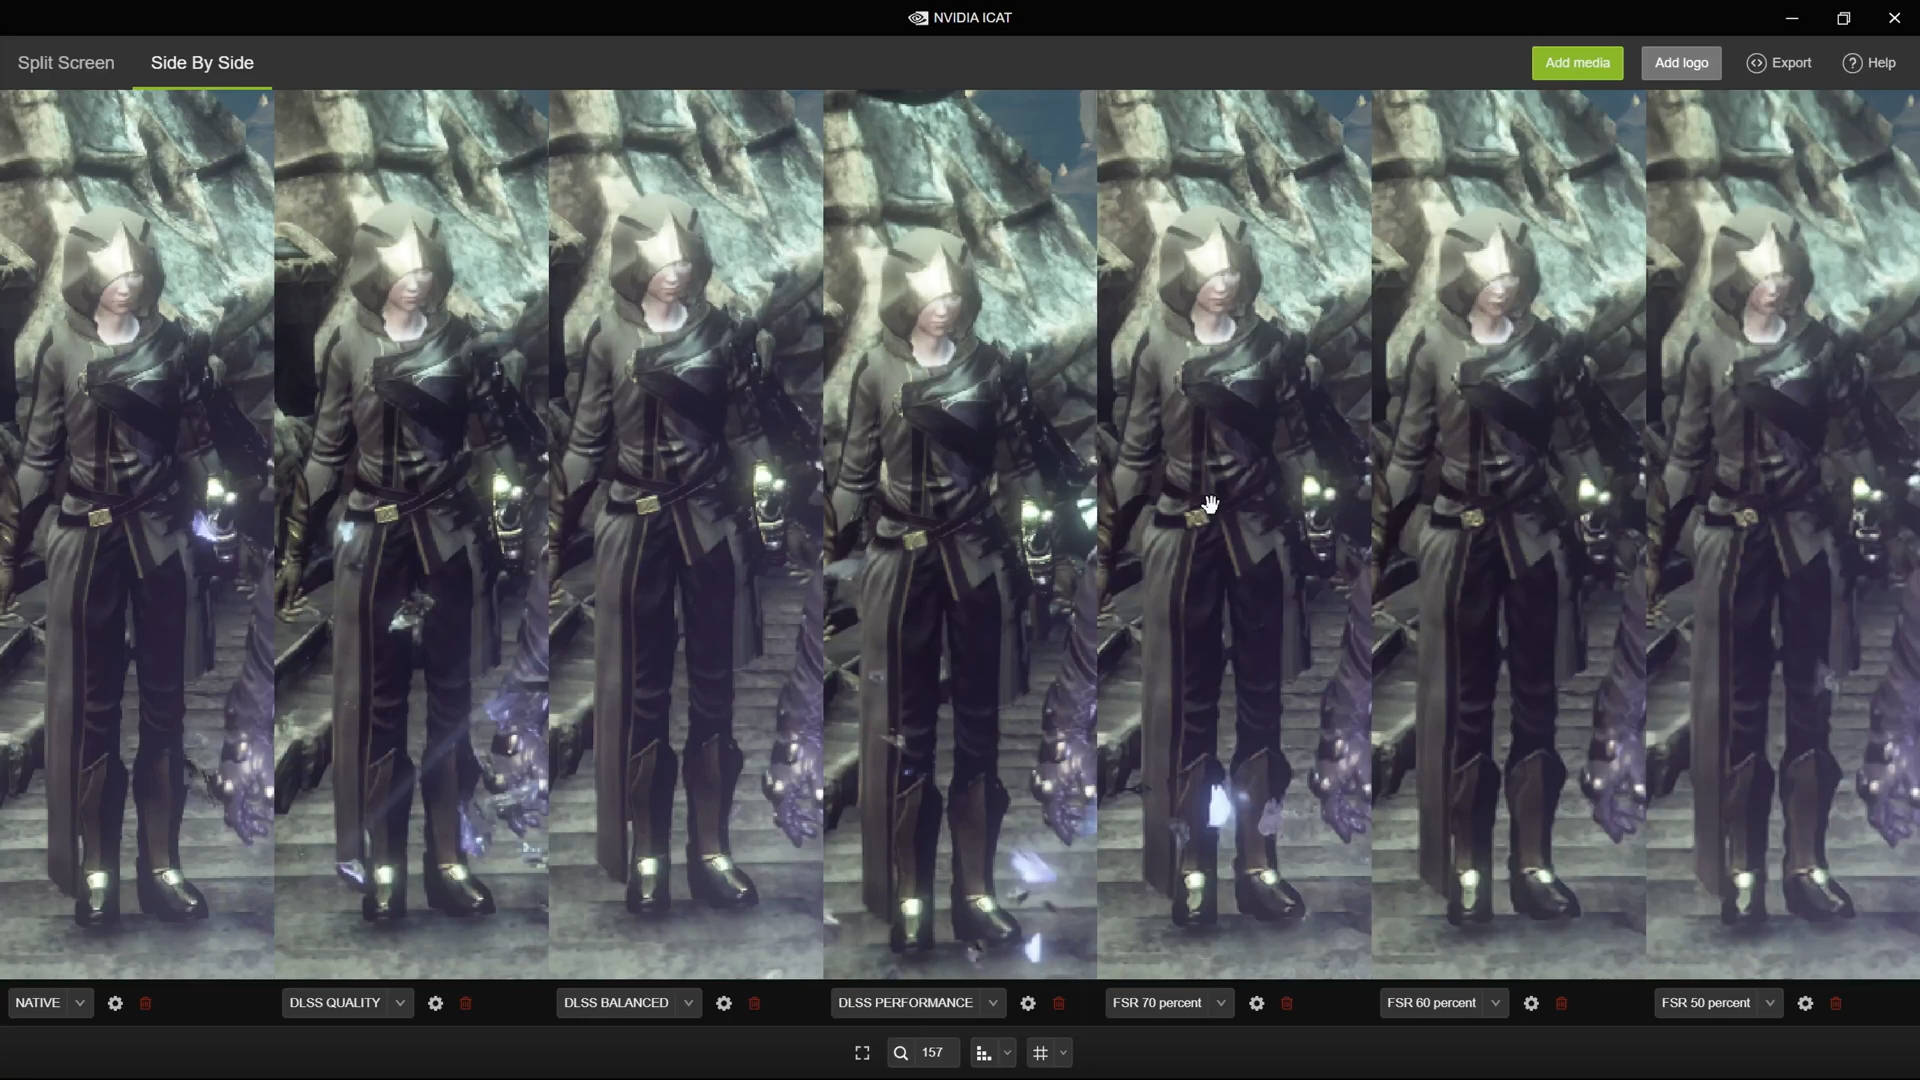 NVIDIA ICAT
Split Screen
Side By Side
Add media
Add logo
Export
Help
NATIVE
DLSS QUALITY
DLSS BALANCED
DLSS PERFORMANCE
FSR 70 percent
FSR 60 percent
FSR 50 percent
157